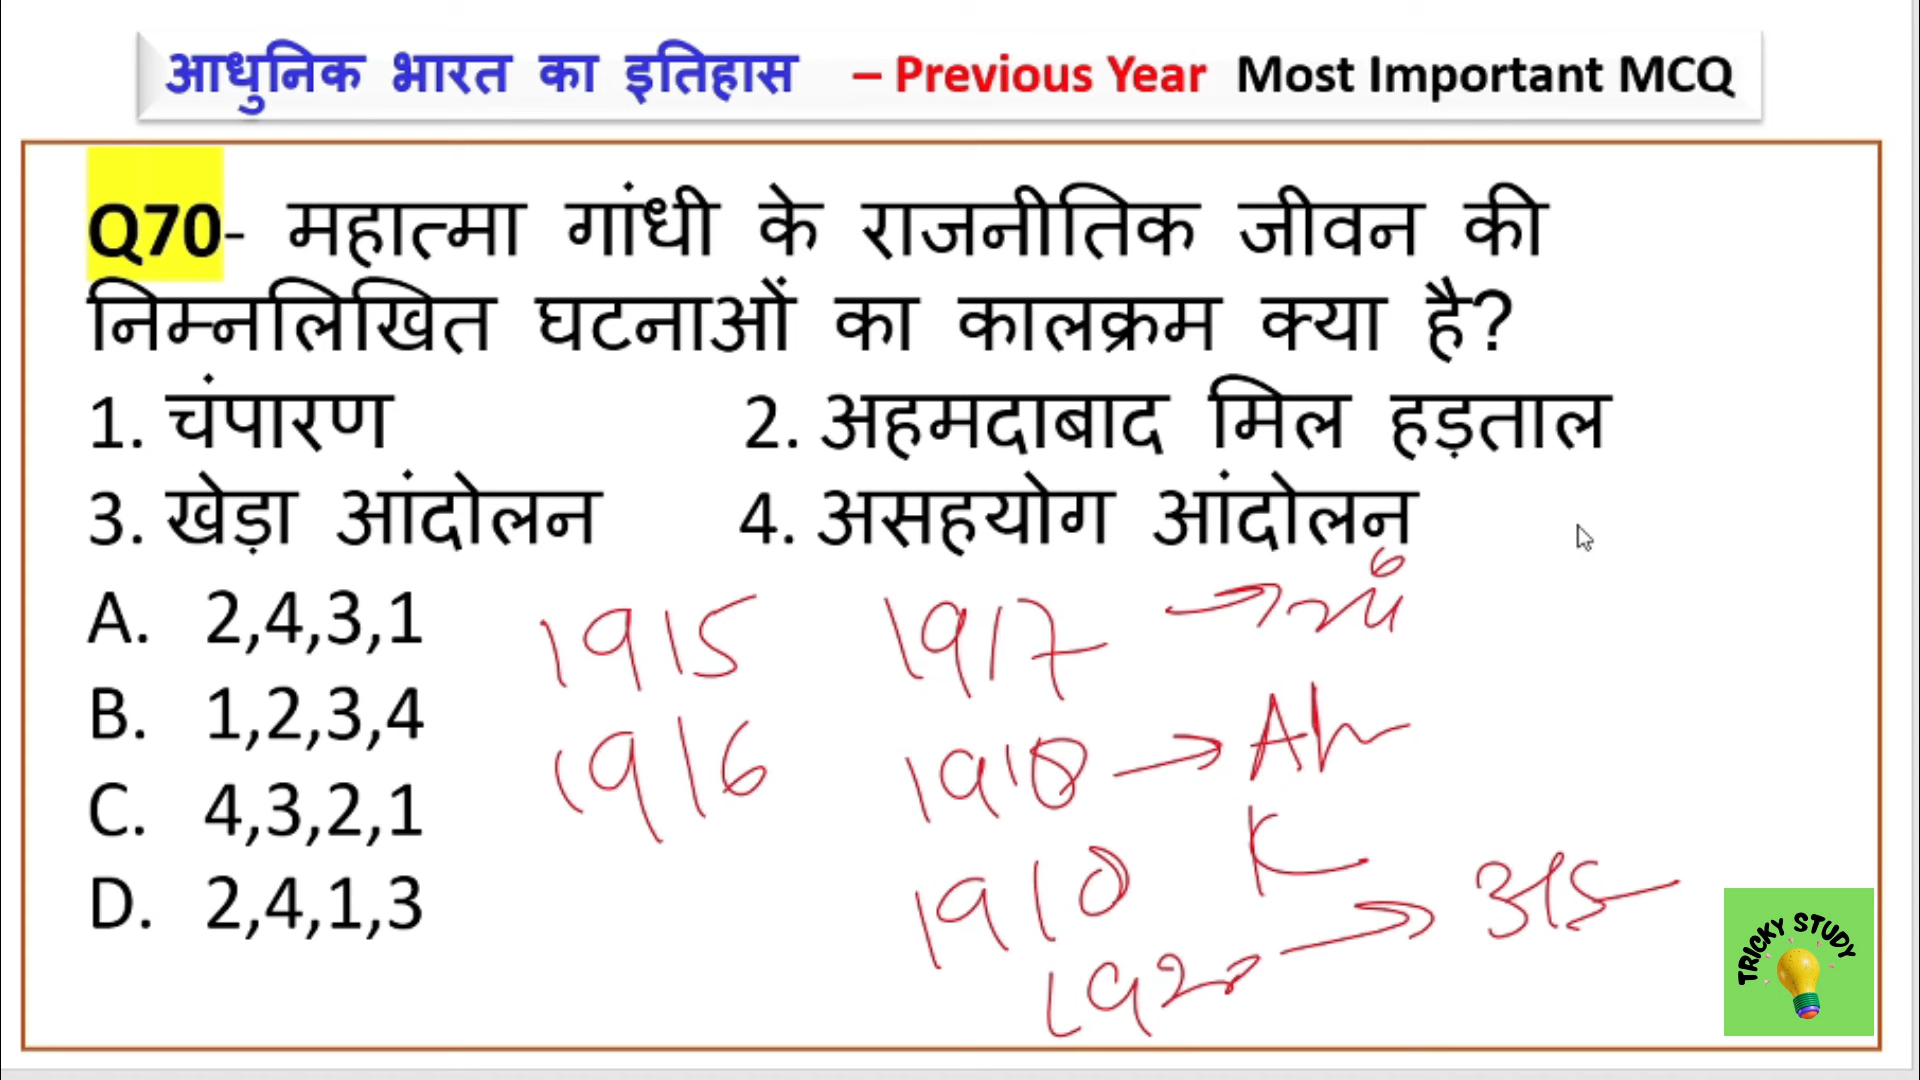 आधुनिक भारत का इतिहास – Previous Year Most Important MCQ
Q70- महात्मा गांधी के राजनीतिक जीवन की
निम्नलिखित घटनाओं का कालक्रम क्या है?
1. चंपारण 2. अहमदाबाद मिल हड़ताल
3. खेड़ा आंदोलन 4. असहयोग आंदोलन
A. 2,4,3,1
B. 1,2,3,4
C. 4,3,2,1
D. 2,4,1,3
1915 1917
1916 1918 → Ah
K
1918
1920 → अस
TRICKY STUDY